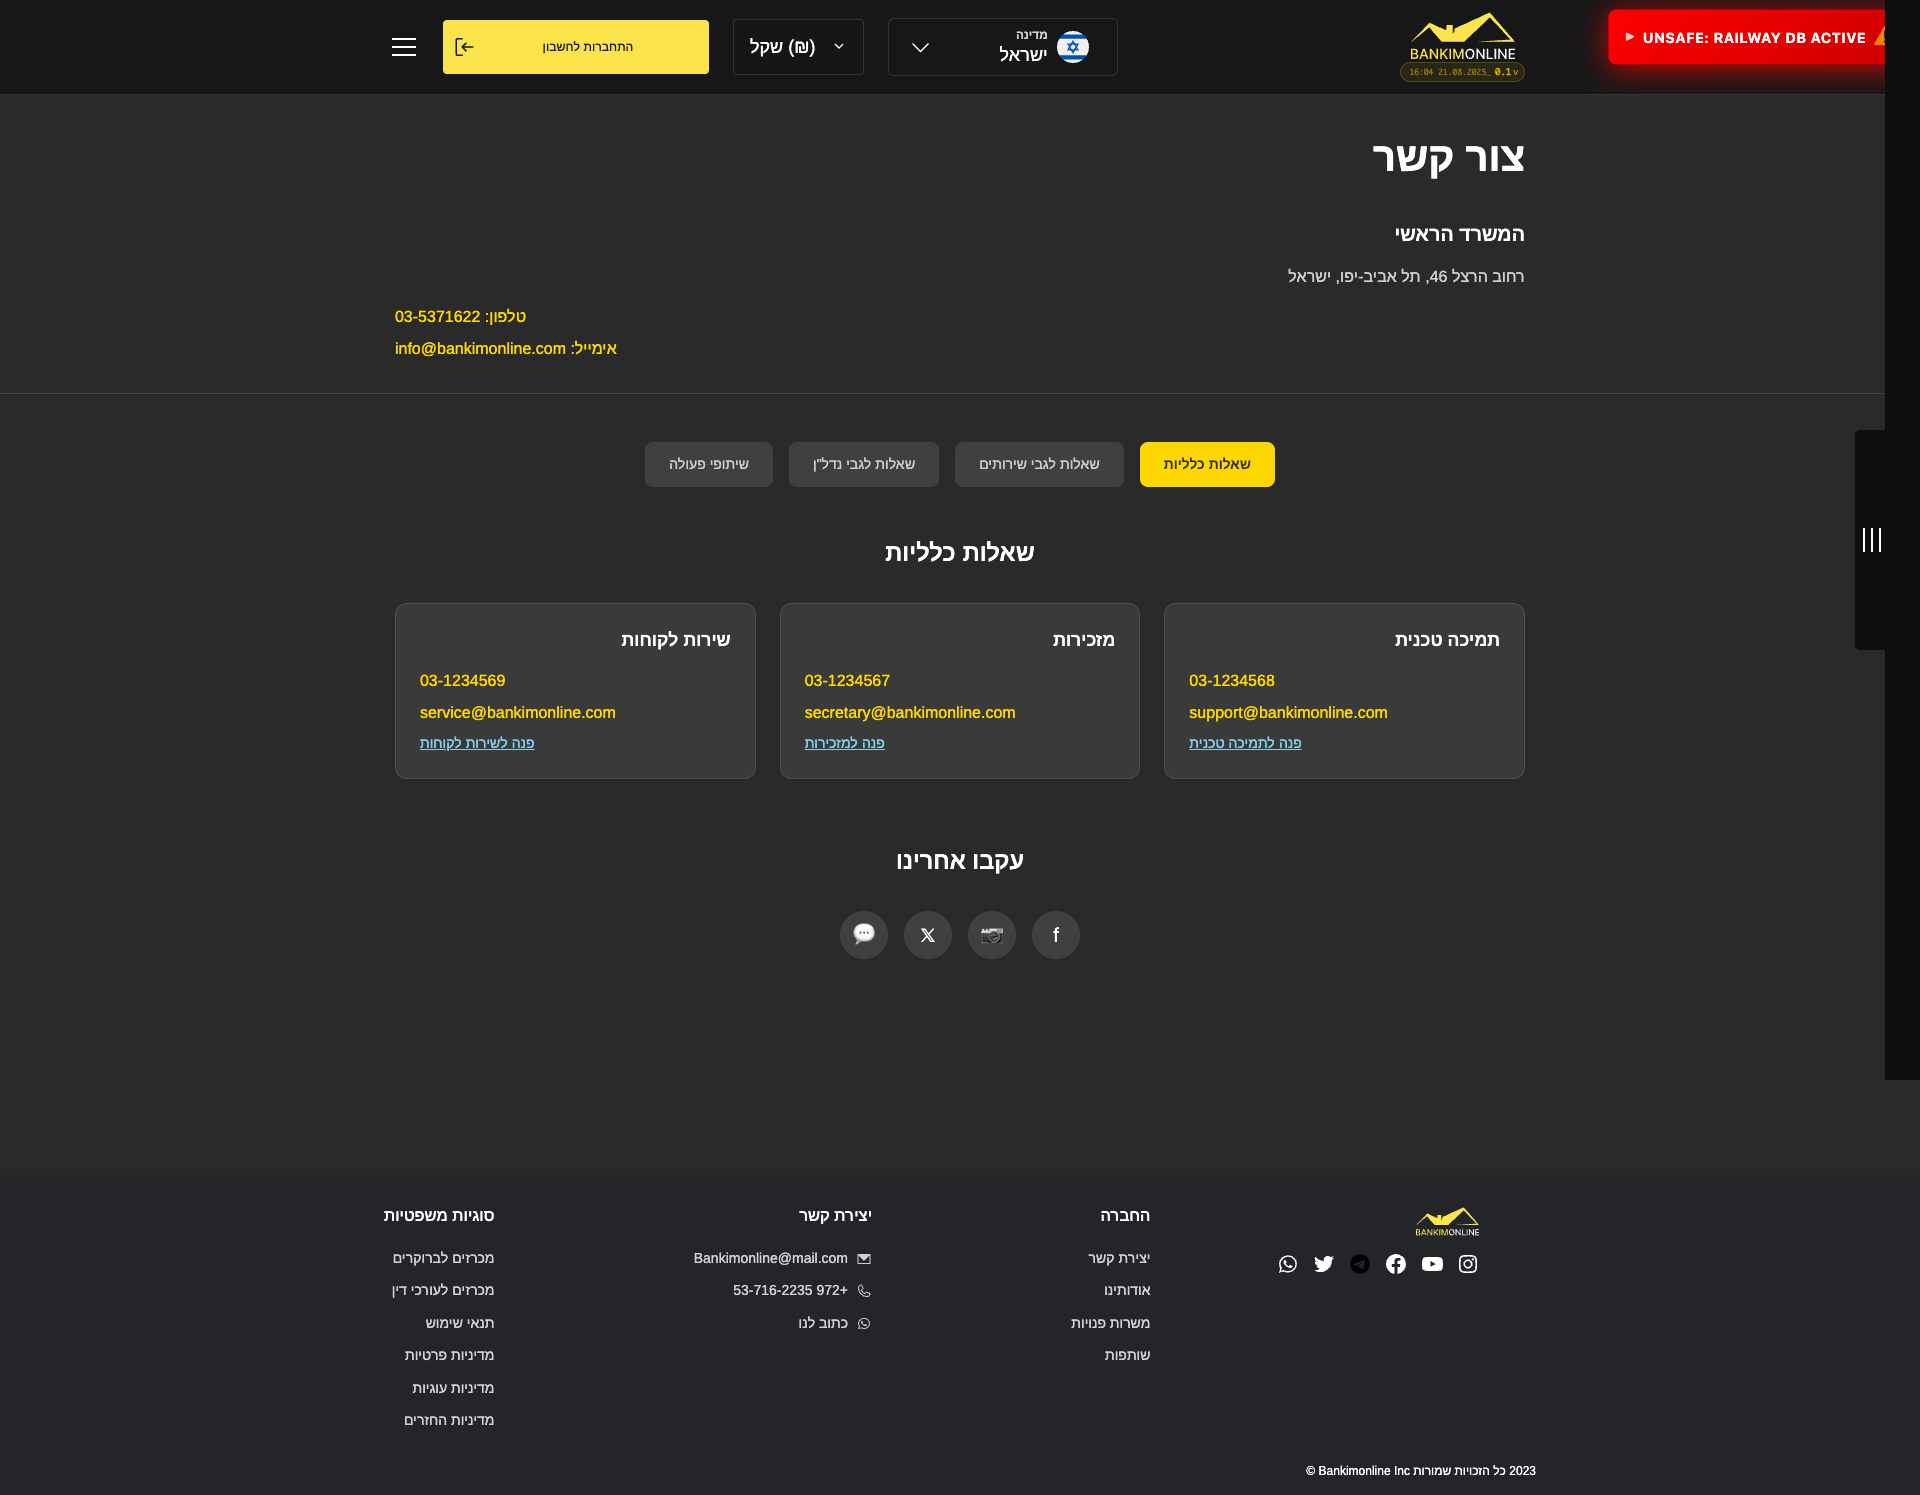 UNSAFE: RAILWAY DB ACTIVE
BANKIMONLINE
v 0.1 _21.08.2025 16:04
מדינה
ישראל
שקל (₪)
התחברות לחשבון
צור קשר
המשרד הראשי
רחוב הרצל 46, תל אביב-יפו, ישראל
טלפון: 03-5371622
אימייל: info@bankimonline.com
שאלות כלליות
שאלות לגבי שירותים
שאלות לגבי נדל"ן
שיתופי פעולה
שאלות כלליות
תמיכה טכנית
03-1234568
support@bankimonline.com
פנה לתמיכה טכנית
מזכירות
03-1234567
secretary@bankimonline.com
פנה למזכירות
שירות לקוחות
03-1234569
service@bankimonline.com
פנה לשירות לקוחות
עקבו אחרינו
f
𝕏
BANKIMONLINE
החברה
יצירת קשר
אודותינו
משרות פנויות
שותפות
יצירת קשר
Bankimonline@mail.com
53-716-2235 972+
כתוב לנו
סוגיות משפטיות
מכרזים לברוקרים
מכרזים לעורכי דין
תנאי שימוש
מדיניות פרטיות
מדיניות עוגיות
מדיניות החזרים
2023 כל הזכויות שמורות Bankimonline Inc ©